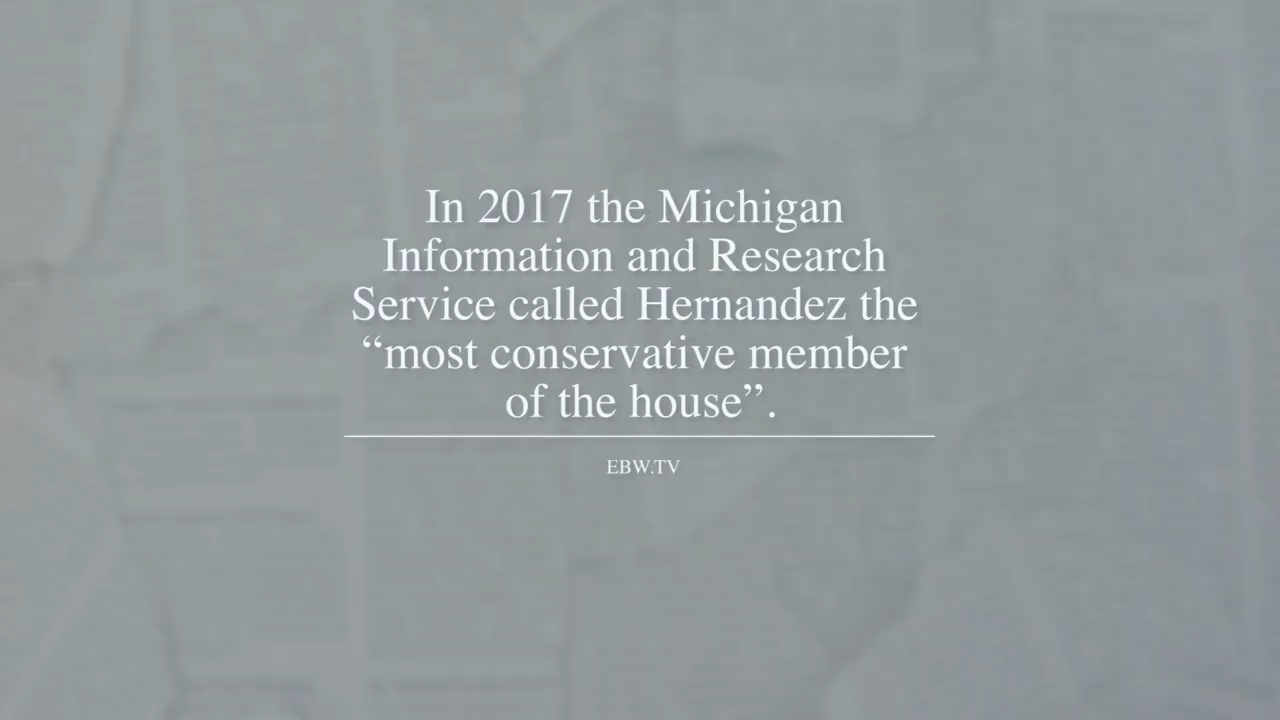 In 2017 the Michigan
Information and Research
Service called Hernandez the
“most conservative member
of the house”.
EBW.TV